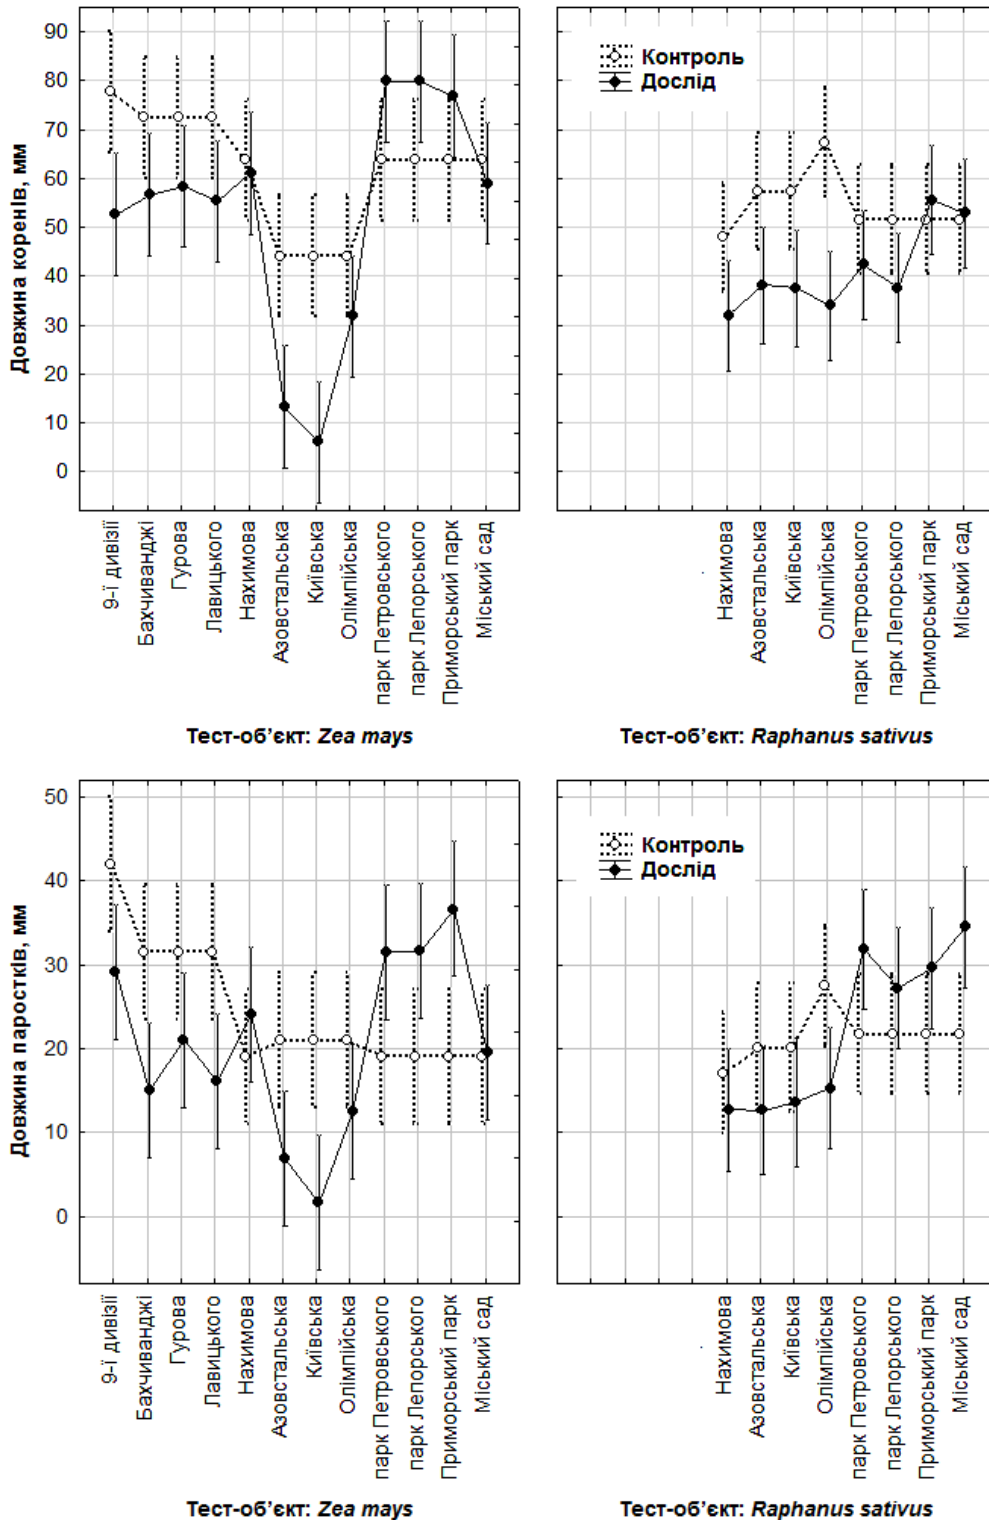 Довжина коренів, мм
90
80
70
60
50
40
30
20
10
0
Контроль
Дослід
9-ї дивізії
Бахчиванджі
Гурова
Лавицького
Нахимова
Азовстальська
Київська
Олімпійська
парк Петровського
парк Лепорського
Приморський парк
Міський сад
Нахимова
Азовстальська
Київська
Олімпійська
парк Петровського
парк Лепорського
Приморський парк
Міський сад
Тест-об’єкт: Zea mays
Тест-об’єкт: Raphanus sativus
Довжина паростків, мм
50
40
30
20
10
0
Контроль
Дослід
9-ї дивізії
Бахчиванджі
Гурова
Лавицького
Нахимова
Азовстальська
Київська
Олімпійська
парк Петровського
парк Лепорського
Приморський парк
Міський сад
Нахимова
Азовстальська
Київська
Олімпійська
парк Петровського
парк Лепорського
Приморський парк
Міський сад
Тест-об’єкт: Zea mays
Тест-об’єкт: Raphanus sativus